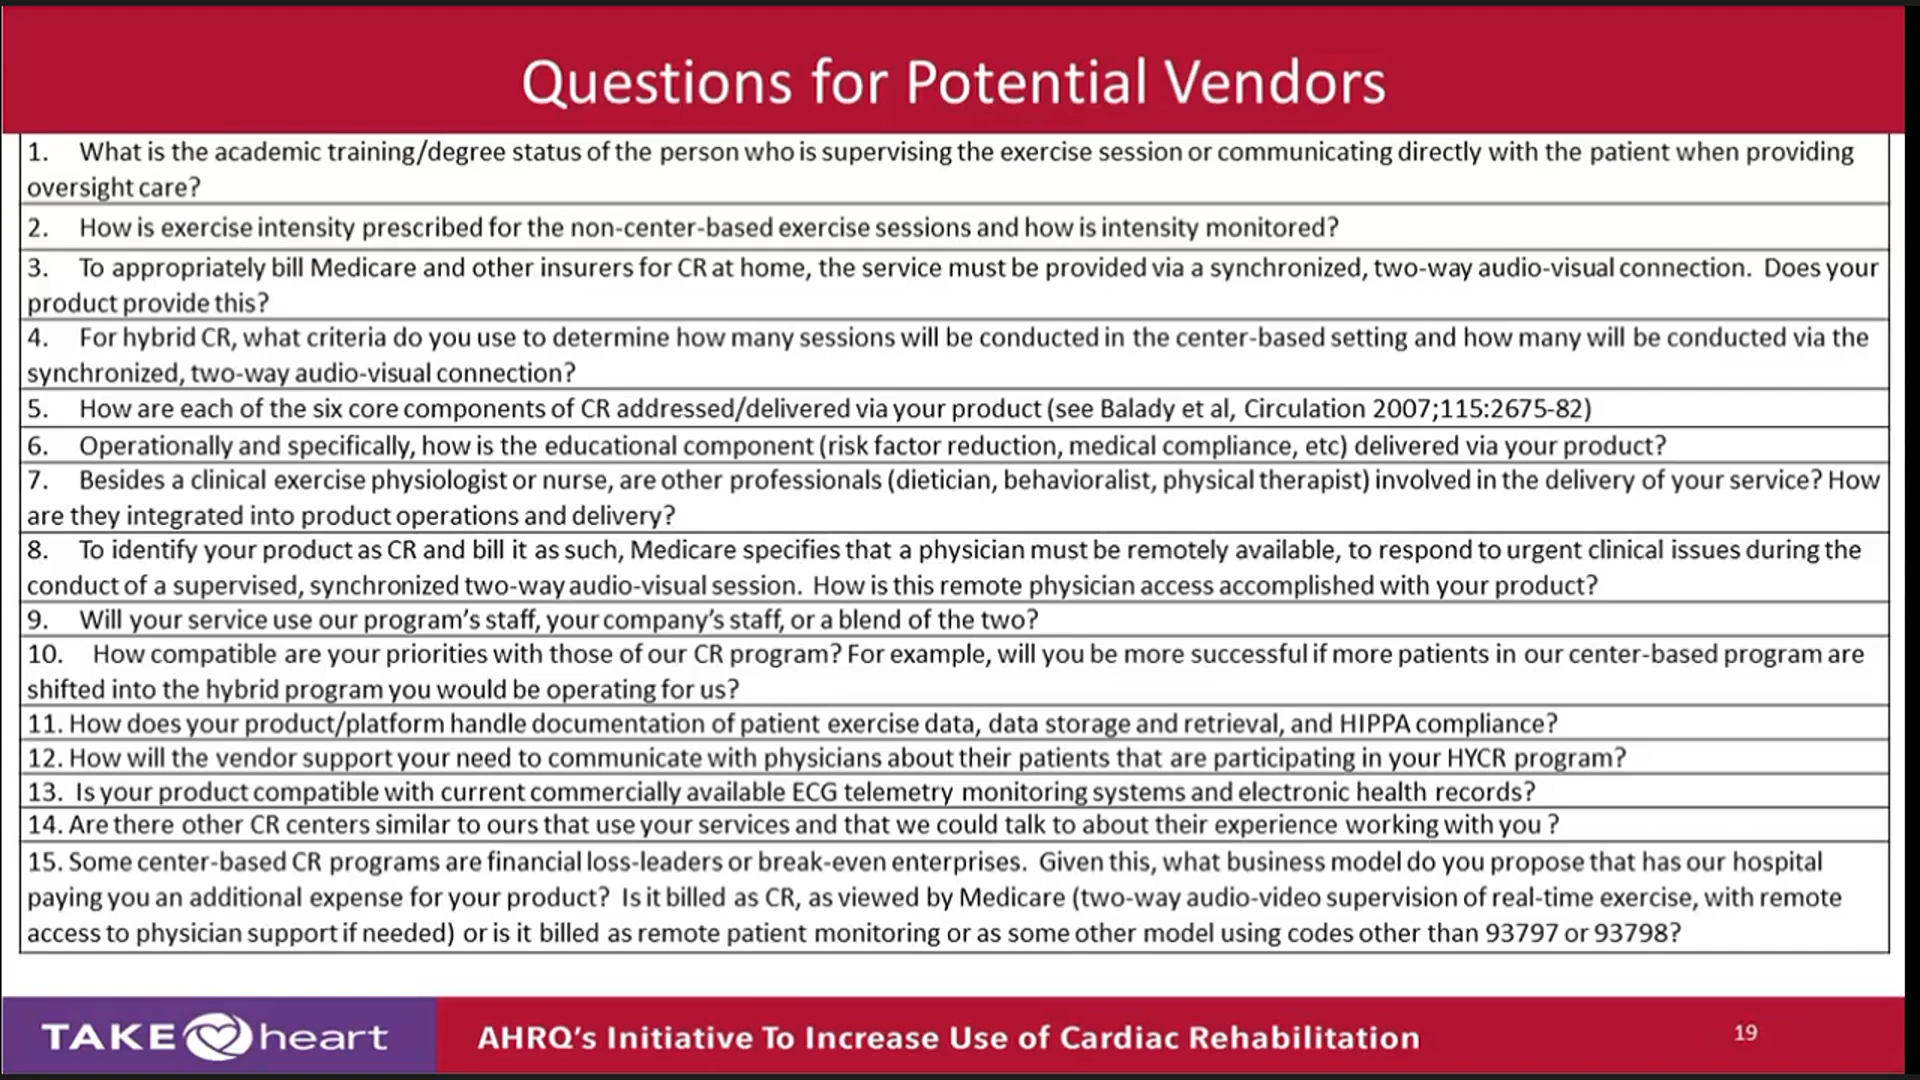 Questions for Potential Vendors
1. What is the academic training/degree status of the person who is supervising the exercise session or communicating directly with the patient when providing
oversight care?
2. How is exercise intensity prescribed for the non-center-based exercise sessions and how is intensity monitored?
3. To appropriately bill Medicare and other insurers for CR at home, the service must be provided via a synchronized, two-way audio-visual connection. Does your
product provide this?
4. For hybrid CR, what criteria do you use to determine how many sessions will be conducted in the center-based setting and how many will be conducted via the
synchronized, two-way audio-visual connection?
5. How are each of the six core components of CR addressed/delivered via your product (see Balady et al, Circulation 2007;115:2675-82)
6. Operationally and specifically, how is the educational component (risk factor reduction, medical compliance, etc) delivered via your product?
7. Besides a clinical exercise physiologist or nurse, are other professionals (dietician, behavioralist, physical therapist) involved in the delivery of your service? How
are they integrated into product operations and delivery?
8. To identify your product as CR and bill it as such, Medicare specifies that a physician must be remotely available, to respond to urgent clinical issues during the
conduct of a supervised, synchronized two-way audio-visual session. How is this remote physician access accomplished with your product?
9. Will your service use our program's staff, your company's staff, or a blend of the two?
10. How compatible are your priorities with those of our CR program? For example, will you be more successful if more patients in our center-based program are
shifted into the hybrid program you would be operating for us?
11. How does your product/platform handle documentation of patient exercise data, data storage and retrieval, and HIPPA compliance?
12. How will the vendor support your need to communicate with physicians about their patients that are participating in your HYCR program?
13. Is your product compatible with current commercially available ECG telemetry monitoring systems and electronic health records?
14. Are there other CR centers similar to ours that use your services and that we could talk to about their experience working with you ?
15. Some center-based CR programs are financial loss-leaders or break-even enterprises. Given this, what business model do you propose that has our hospital
paying you an additional expense for your product? Is it billed as CR, as viewed by Medicare (two-way audio-video supervision of real-time exercise, with remote
access to physician support if needed) or is it billed as remote patient monitoring or as some other model using codes other than 93797 or 93798?
TAKE heart
AHRQ's Initiative To Increase Use of Cardiac Rehabilitation
19